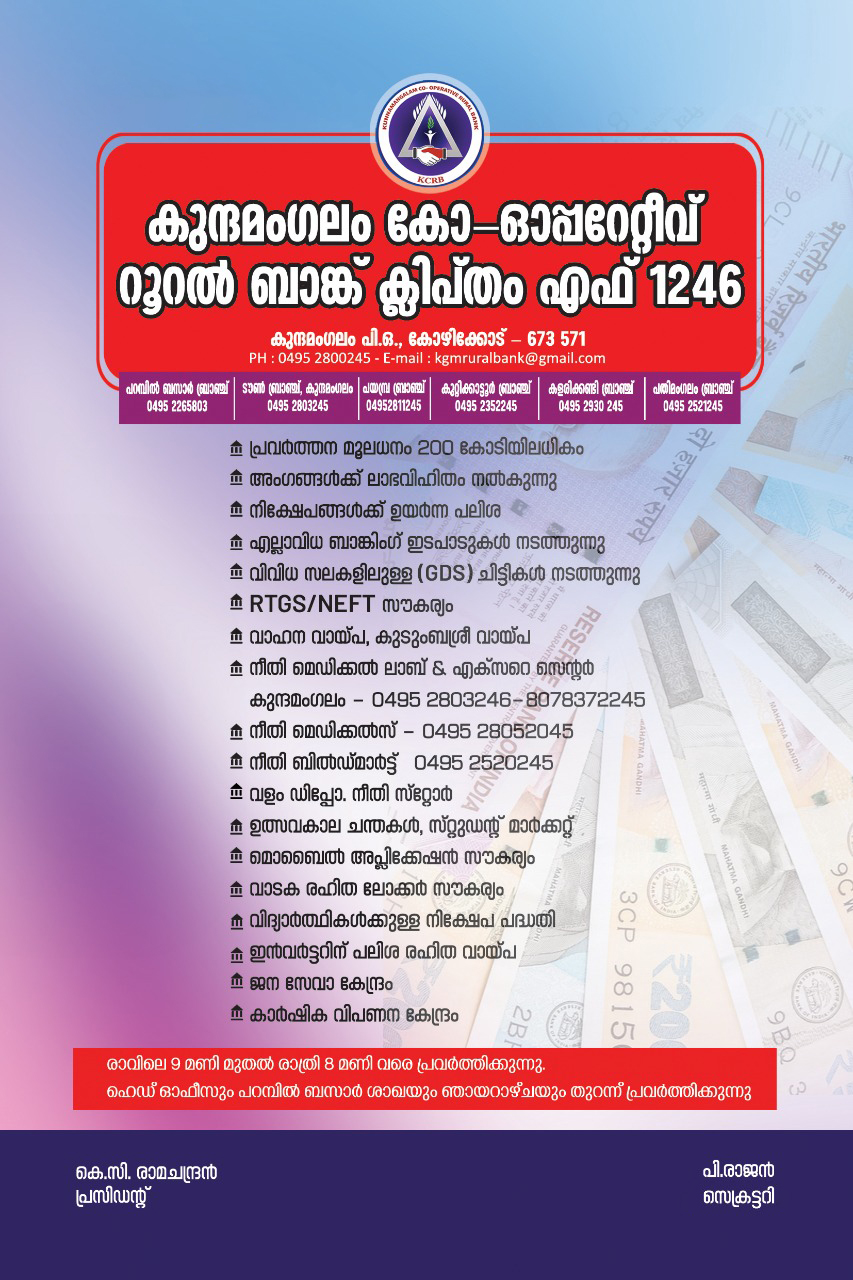 KUNNAMANGALAM CO-OPERATIVE RURAL BANK
KCRB
കുന്ദമംഗലം കോ-ഓപ്പറേറ്റീവ്
റൂറൽ ബാങ്ക് ക്ലിപ്തം എഫ് 1246
കുന്ദമംഗലം പി.ഒ., കോഴിക്കോട് – 673 571
PH : 0495 2800245 - E-mail : kgmruralbank@gmail.com
പറമ്പിൽ ബസാർ ബ്രാഞ്ച് ടൗൺ ബ്രാഞ്ച്, കുന്ദമംഗലം പയമ്പ്ര ബ്രാഞ്ച് കുറ്റിക്കാട്ടൂർ ബ്രാഞ്ച് കളരിക്കണ്ടി ബ്രാഞ്ച് പതിമംഗലം ബ്രാഞ്ച്
0495 2265803 0495 2803245 04952811245 0495 2352245 0495 2930 245 0495 2521245
പ്രവർത്തന മൂലധനം 200 കോടിയിലധികം
അംഗങ്ങൾക്ക് ലാഭവിഹിതം നൽകുന്നു
നിക്ഷേപങ്ങൾക്ക് ഉയർന്ന പലിശ
എല്ലാവിധ ബാങ്കിംഗ് ഇടപാടുകൾ നടത്തുന്നു
വിവിധ സലകളിലുള്ള (GDS) ചിട്ടികൾ നടത്തുന്നു
RTGS/NEFT സൗകര്യം
വാഹന വായ്പ, കുടുംബശ്രീ വായ്പ
നീതി മെഡിക്കൽ ലാബ് & എക്സറെ സെന്റർ
കുന്ദമംഗലം – 0495 2803246-8078372245
നീതി മെഡിക്കൽസ് – 0495 28052045
നീതി ബിൽഡ്മാർട്ട് 0495 2520245
വളം ഡിപ്പോ. നീതി സ്റ്റോർ
ഉത്സവകാല ചന്തകൾ, സ്റ്റുഡന്റ് മാർക്കറ്റ്
മൊബൈൽ അപ്ലിക്കേഷൻ സൗകര്യം
വാടക രഹിത ലോക്കർ സൗകര്യം
വിദ്യാർത്ഥികൾക്കുള്ള നിക്ഷേപ പദ്ധതി
ഇൻവർട്ടറിന് പലിശ രഹിത വായ്പ
ജന സേവാ കേന്ദ്രം
കാർഷിക വിപണന കേന്ദ്രം
രാവിലെ 9 മണി മുതൽ രാത്രി 8 മണി വരെ പ്രവർത്തിക്കുന്നു.
ഹെഡ് ഓഫീസും പറമ്പിൽ ബസാർ ശാഖയും ഞായറാഴ്ചയും തുറന്ന് പ്രവർത്തിക്കുന്നു
കെ.സി. രാമചന്ദ്രൻ
പ്രസിഡന്റ്
പി.രാജൻ
സെക്രട്ടറി